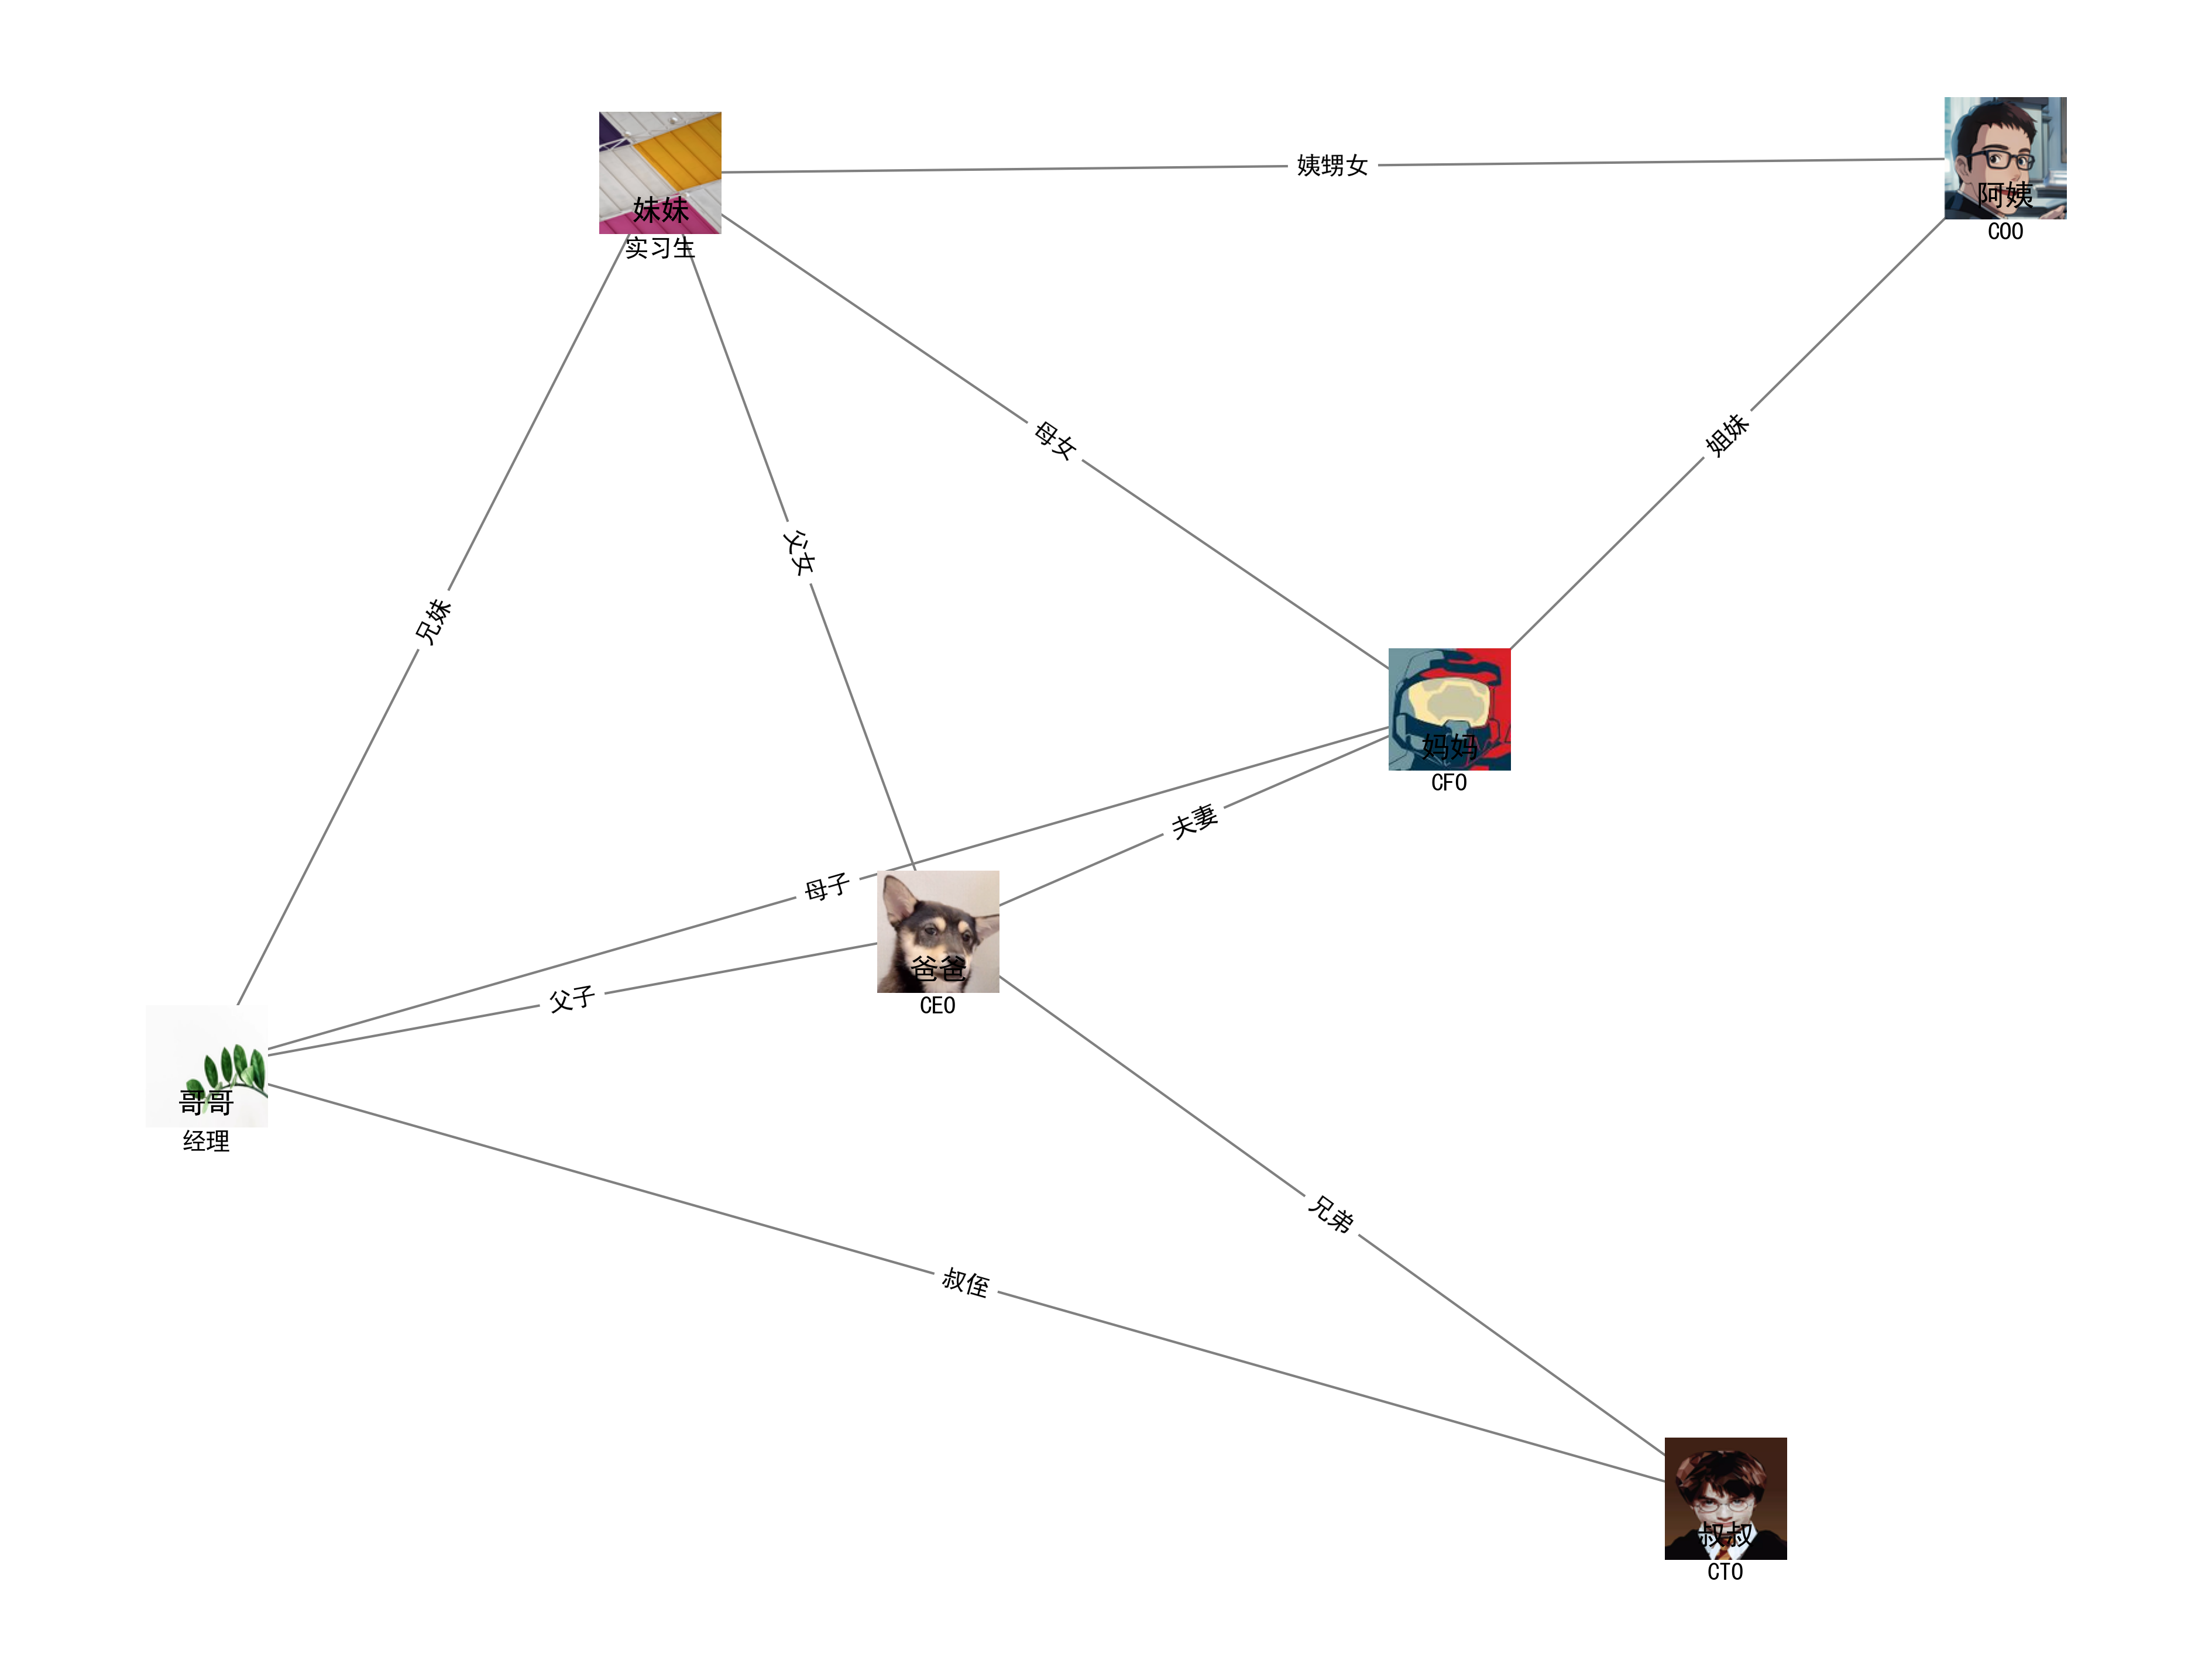 妹妹
实习生
姨甥女
阿姨
COO
母女
姐妹
父女
兄妹
妈妈
CFO
夫妻
母子
爸爸
CEO
父子
哥哥
经理
兄弟
叔侄
叔叔
CTO